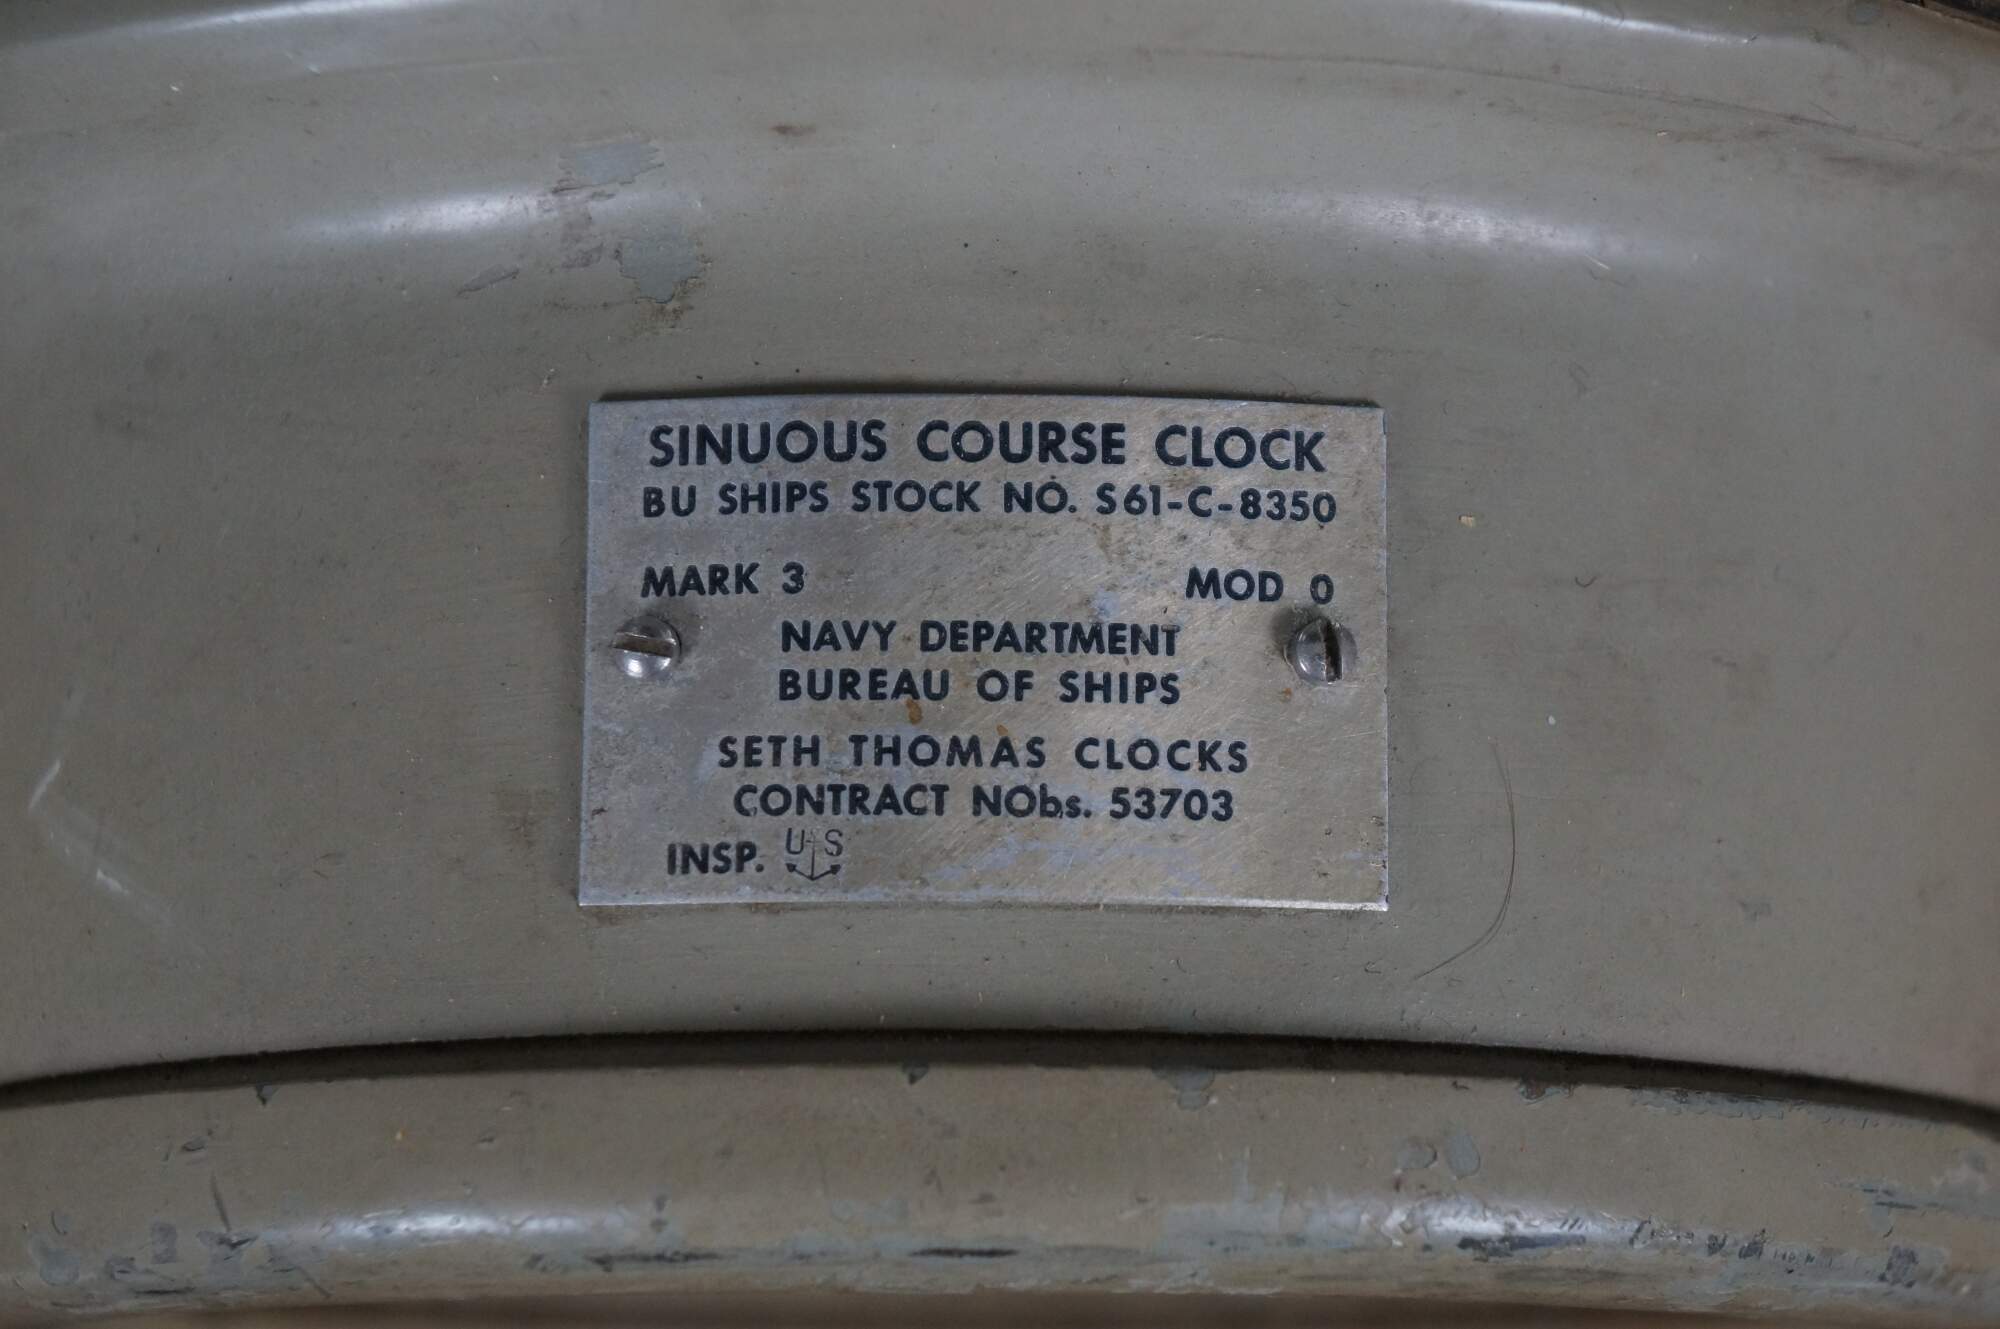 SINUOUS COURSE CLOCK
BU SHIPS STOCK NO. S61-C-8350
MARK 3 MOD 0
NAVY DEPARTMENT
BUREAU OF SHIPS
SETH THOMAS CLOCKS
CONTRACT NObs. 53703
INSP. U S